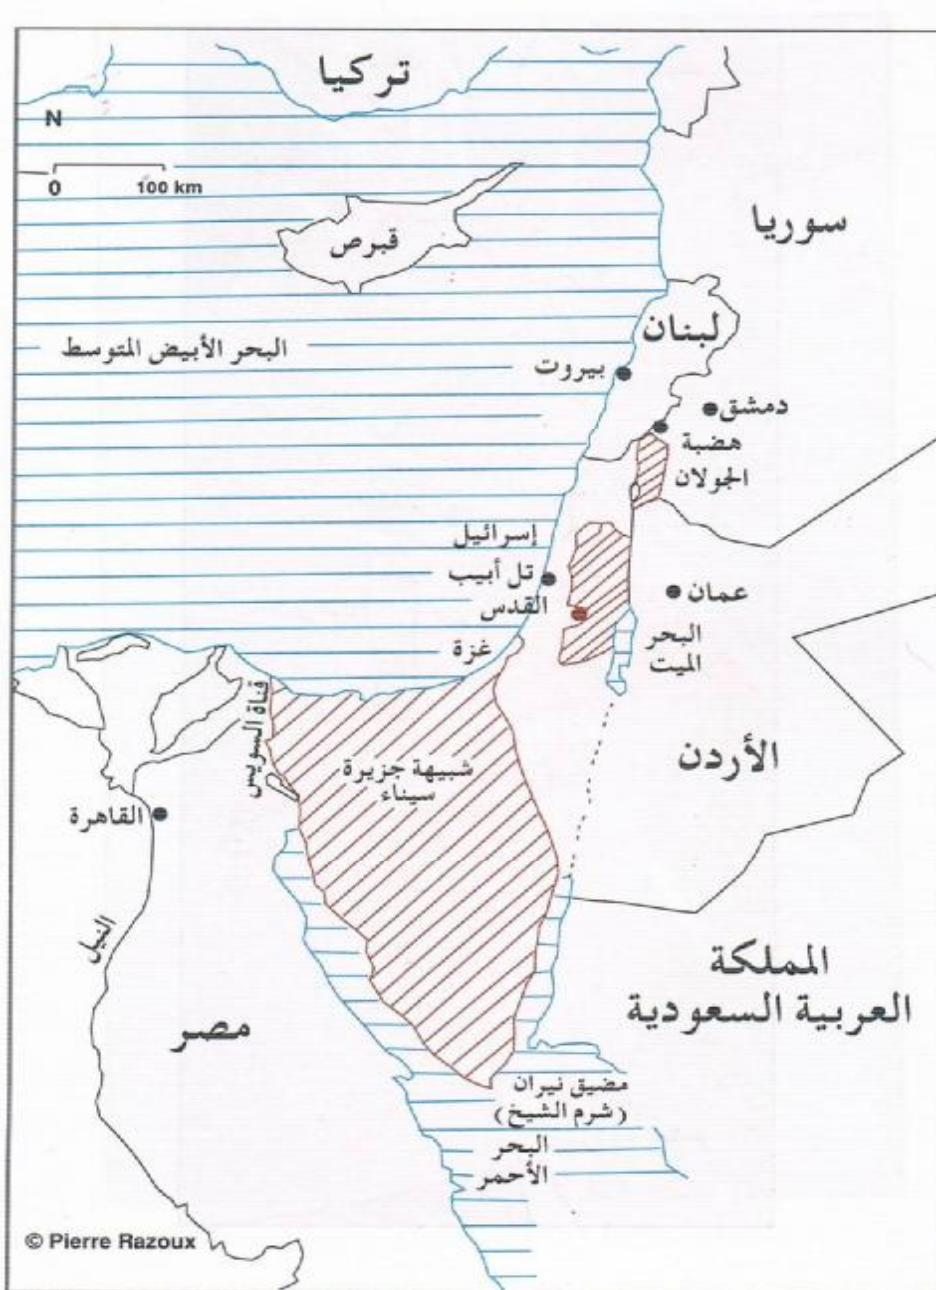 تركيا
N
0 100 km
قبرص
سوريا
البحر الأبيض المتوسط
لبنان
بيروت
دمشق
هضبة
الجولان
إسرائيل
تل أبيب
القدس
عمان
البحر
الميت
غزة
قناة السويس
شبيهة جزيرة
سيناء
الأردن
القاهرة
النيل
المملكة
العربية السعودية
مصر
مضيق نيران
(شرم الشيخ)
البحر
الأحمر
© Pierre Razoux